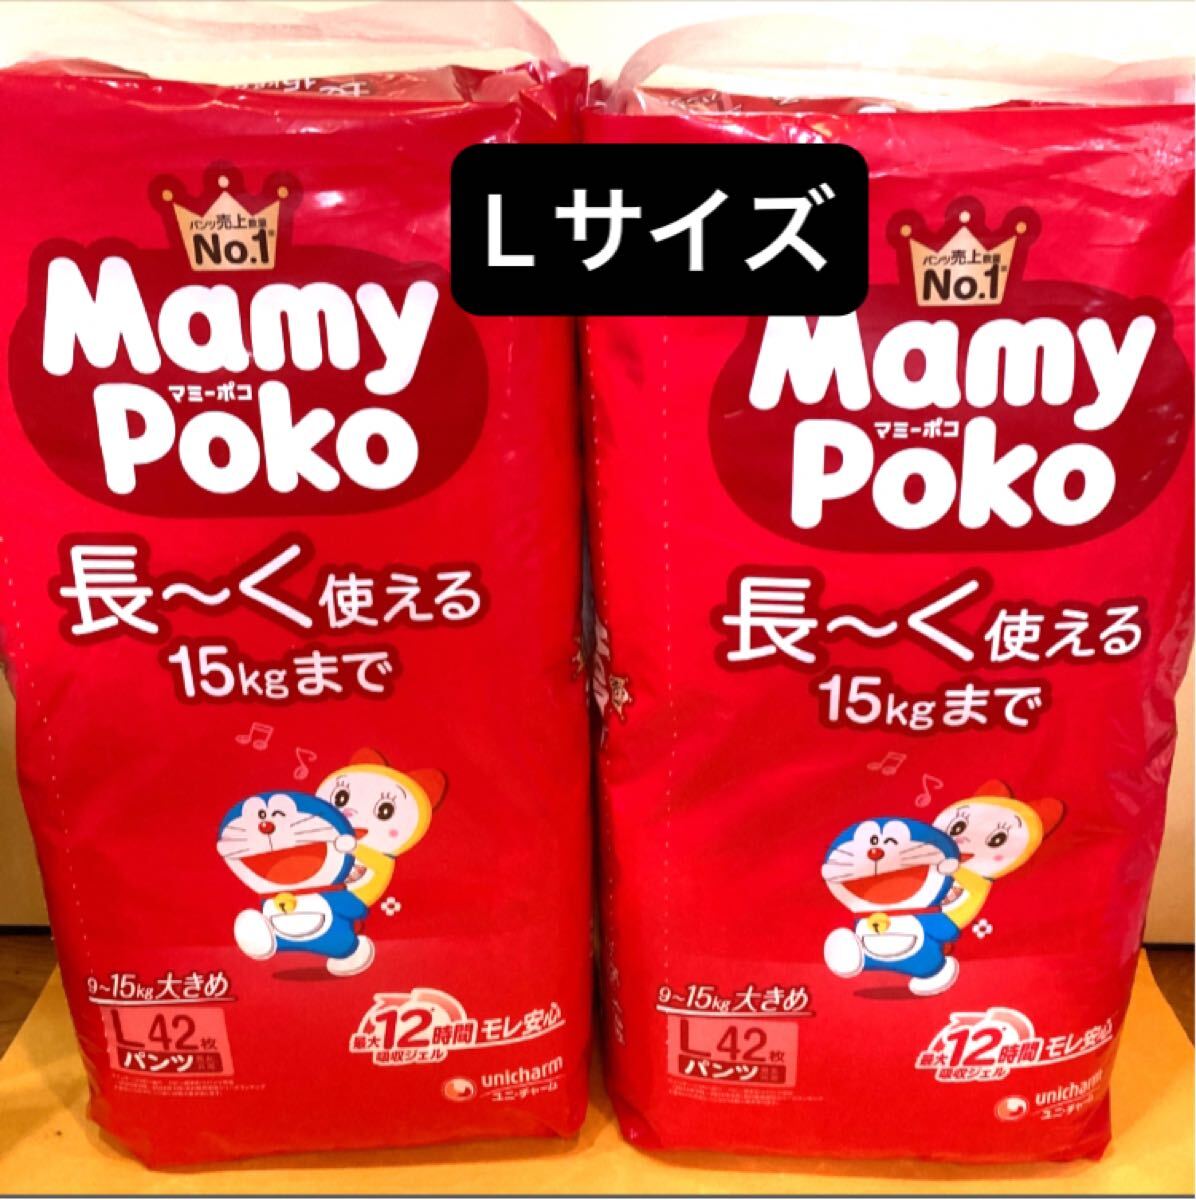 Lサイズ
パンツ売上数量
No.1※
Mamy
マミーポコ
Poko
長〜く使える
15kgまで
9~15kg大きめ
L42枚
パンツ
最大12時間モレ安心
吸収ジェル
unicharm
ユニ・チャーム
パンツ売上数量
No.1※
Mamy
マミーポコ
Poko
長〜く使える
15kgまで
9~15kg大きめ
L42枚
パンツ
最大12時間モレ安心
吸収ジェル
unicharm
ユニ・チャーム